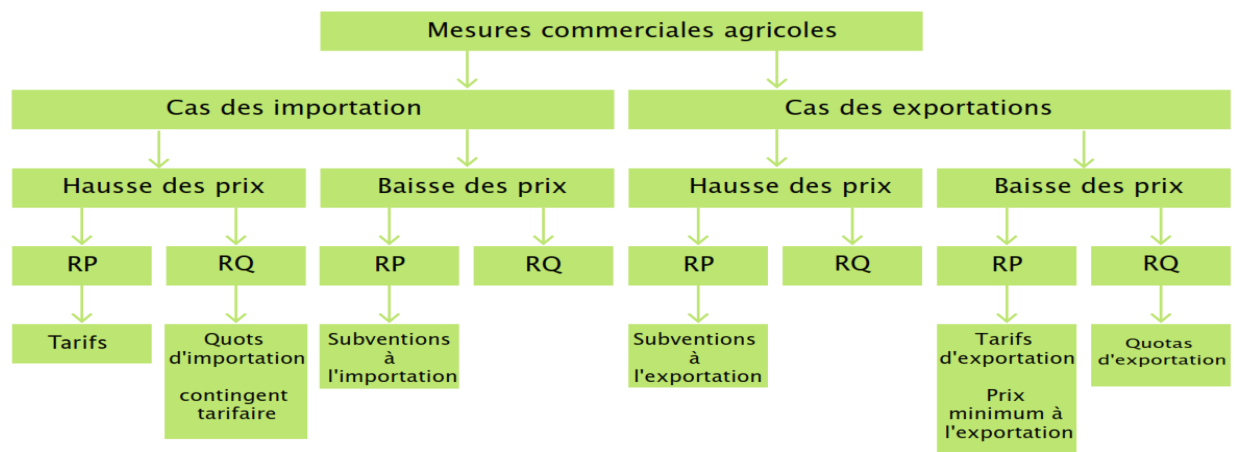 Mesures commerciales agricoles
Cas des importation
Cas des exportations
Hausse des prix
Baisse des prix
Hausse des prix
Baisse des prix
RP
RQ
RP
RQ
RP
RQ
RP
RQ
Tarifs
Quots
d'importation
contingent
tarifaire
Subventions
à
l'importation
Subventions
à
l'exportation
Tarifs
d'exportation
Prix
minimum à
l'exportation
Quotas
d'exportation